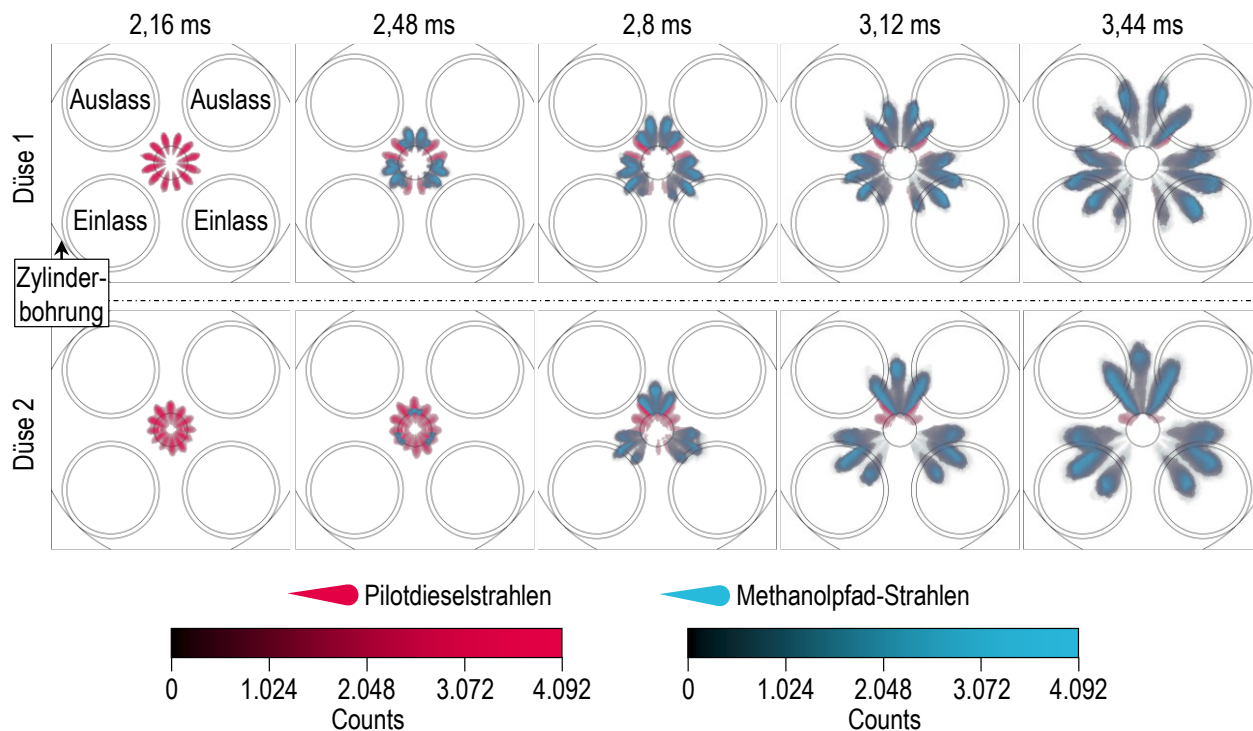 2,16 ms 2,48 ms 2,8 ms 3,12 ms 3,44 ms
Düse 1
Auslass Auslass
Einlass Einlass
Zylinder-
bohrung
Düse 2
Pilotdieselstrahlen Methanolpfad-Strahlen
0 1.024 2.048 3.072 4.092 0 1.024 2.048 3.072 4.092
Counts Counts